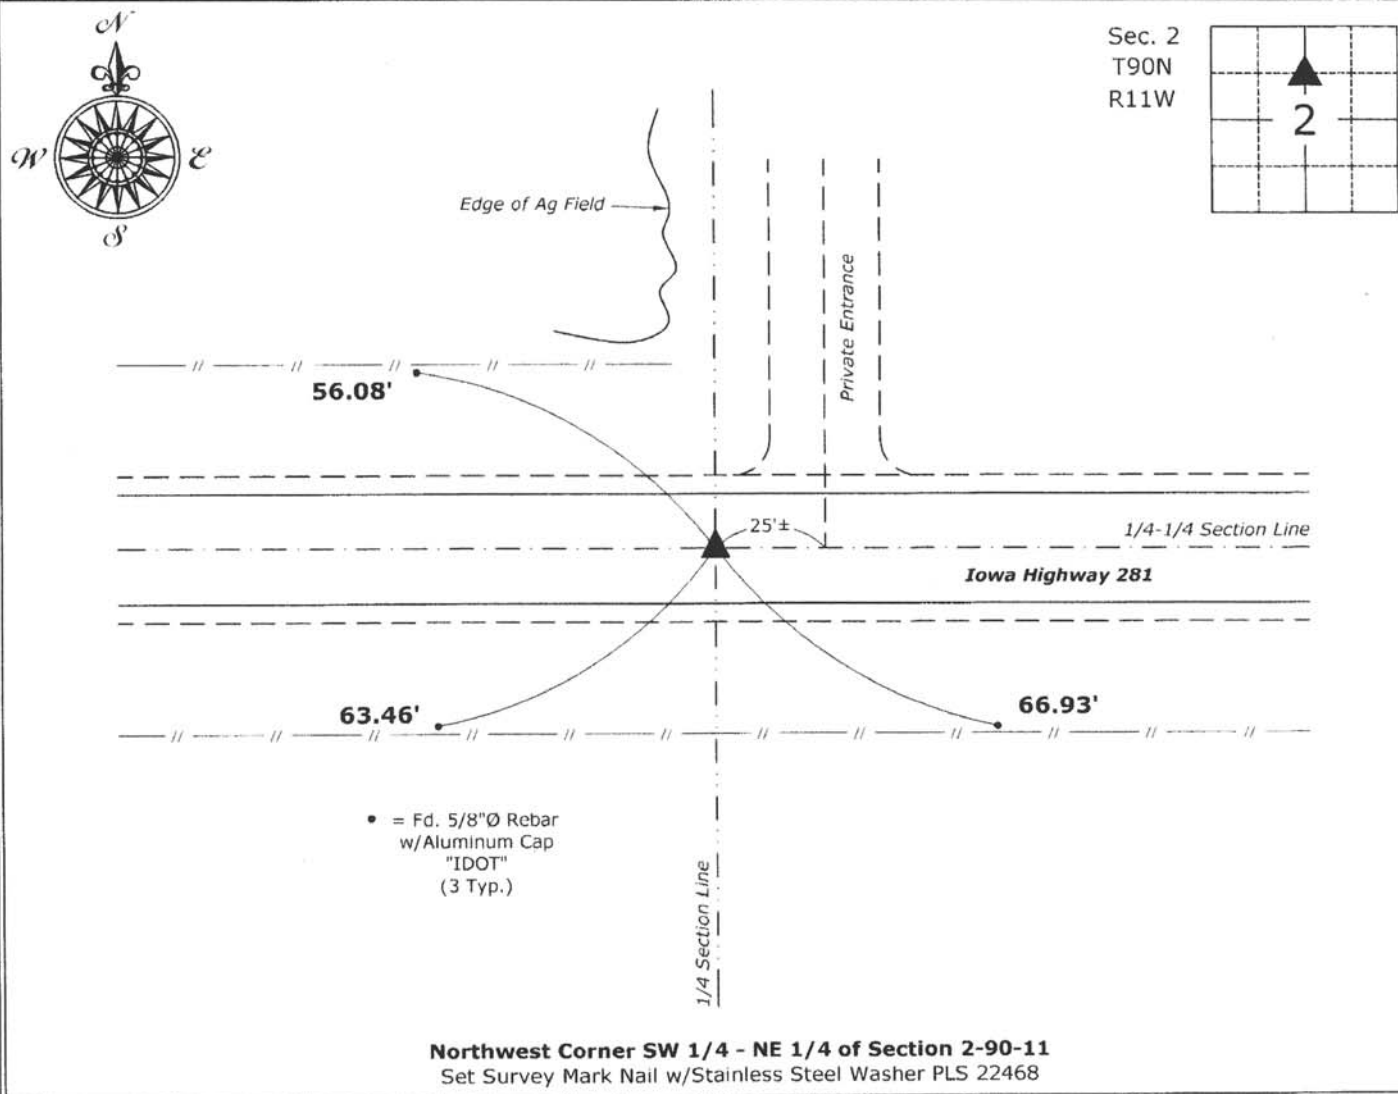 N
W
E
S
Sec. 2
T90N
R11W
2
Edge of Ag Field
Private Entrance
56.08'
25'±
1/4-1/4 Section Line
Iowa Highway 281
63.46'
66.93'
• = Fd. 5/8"Ø Rebar
w/Aluminum Cap
"IDOT"
(3 Typ.)
1/4 Section Line
Northwest Corner SW 1/4 - NE 1/4 of Section 2-90-11
Set Survey Mark Nail w/Stainless Steel Washer PLS 22468